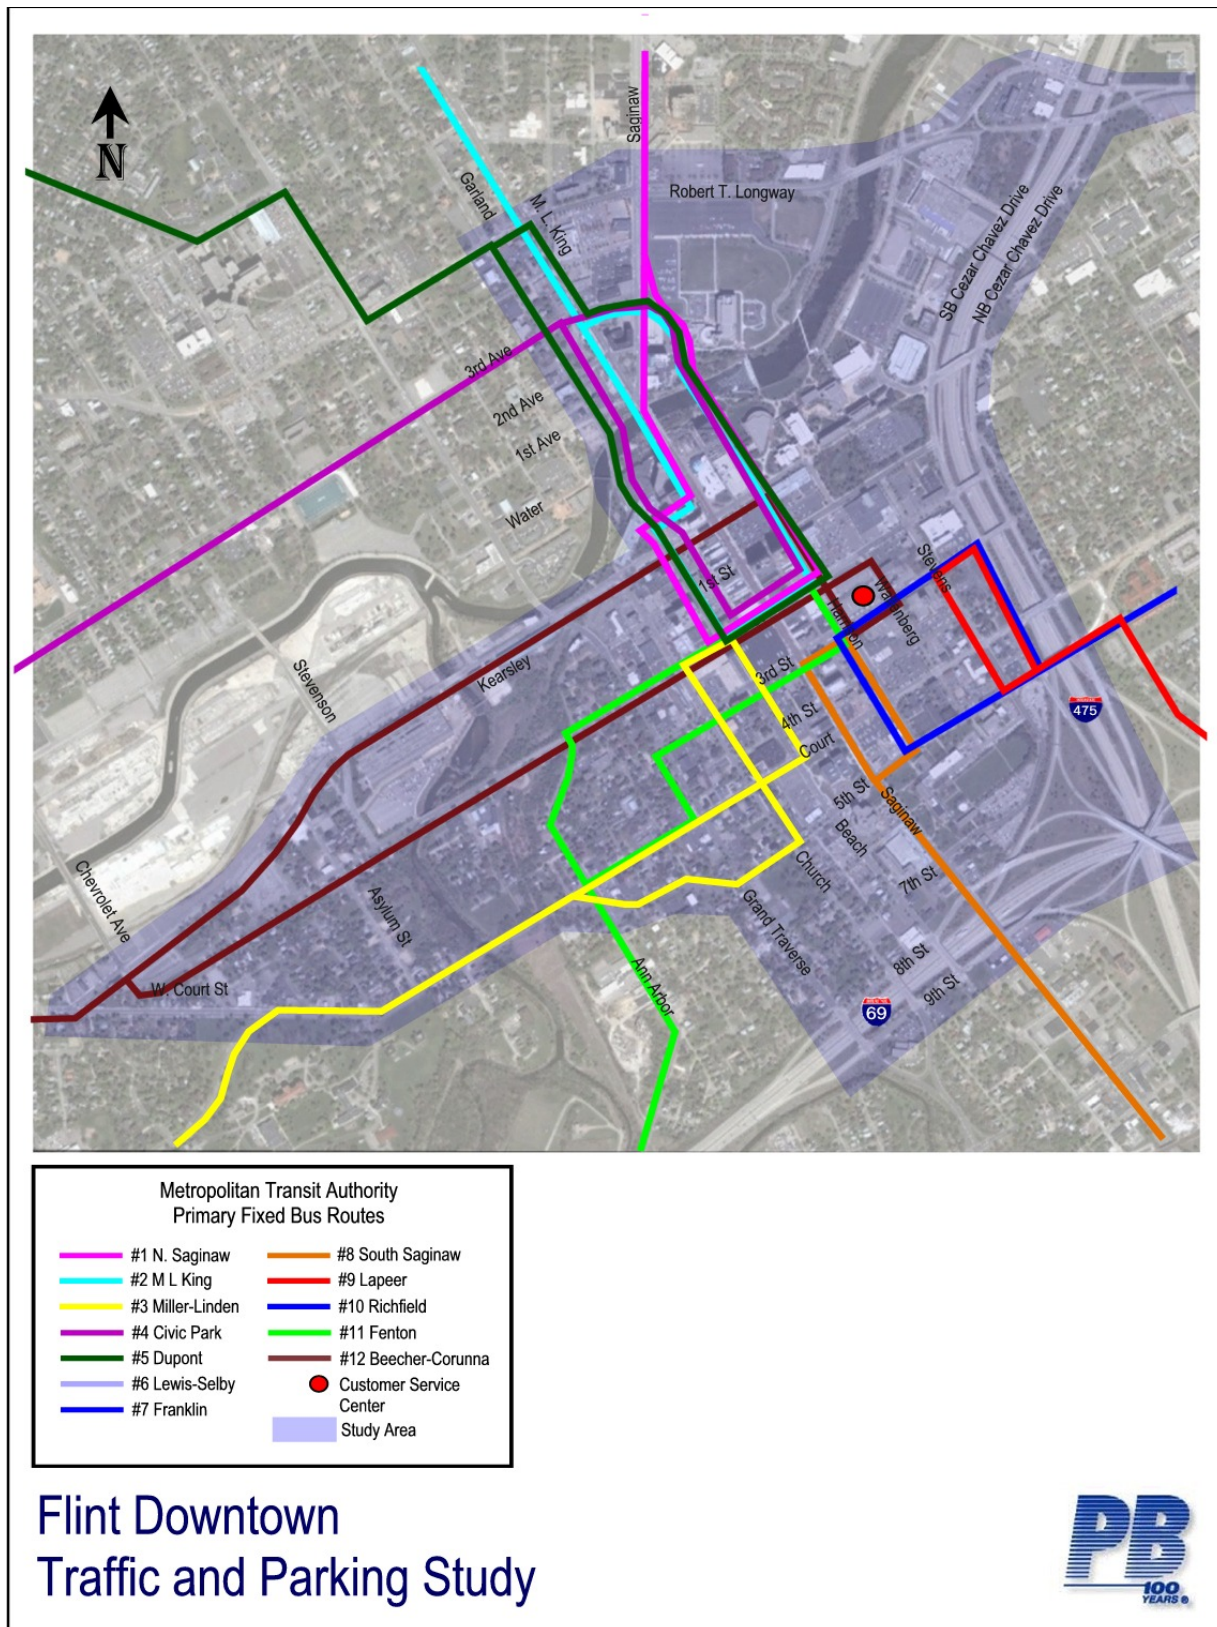 N
Saginaw
Robert T. Longway
Garland
M. L. King
SB Cezar Chavez Drive
NB Cezar Chavez Drive
3rd Ave
2nd Ave
1st Ave
Water
1st St
Stevens
Harrison
Wallenberg
Kearsley
Stevenson
3rd St
475
4th St
Court
5th St
Saginaw
Beach
Church
7th St
Chevrolet Ave
Asylum St
Grand Traverse
8th St
Ann Arbor
9th St
W. Court St
69
Metropolitan Transit Authority
Primary Fixed Bus Routes
#1 N. Saginaw
#2 M L King
#3 Miller-Linden
#4 Civic Park
#5 Dupont
#6 Lewis-Selby
#7 Franklin
#8 South Saginaw
#9 Lapeer
#10 Richfield
#11 Fenton
#12 Beecher-Corunna
Customer Service
Center
Study Area
Flint Downtown
Traffic and Parking Study
PB
100
YEARS ®